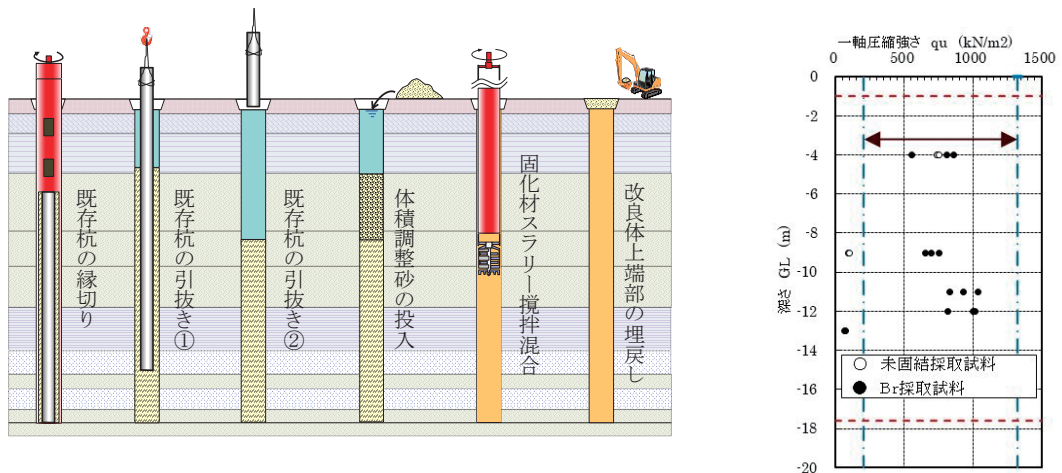 既存杭の縁切り
既存杭の引抜き①
既存杭の引抜き②
体積調整砂の投入
固化材スラリー撹拌混合
改良体上端部の埋戻し
一軸圧縮強さ qu (kN/m2)
0 500 1000 1500
0
-2
-4
-6
-8
-10
-12
-14
-16
-18
-20
深さ GL (m)
○ 未固結採取試料
● Br採取試料